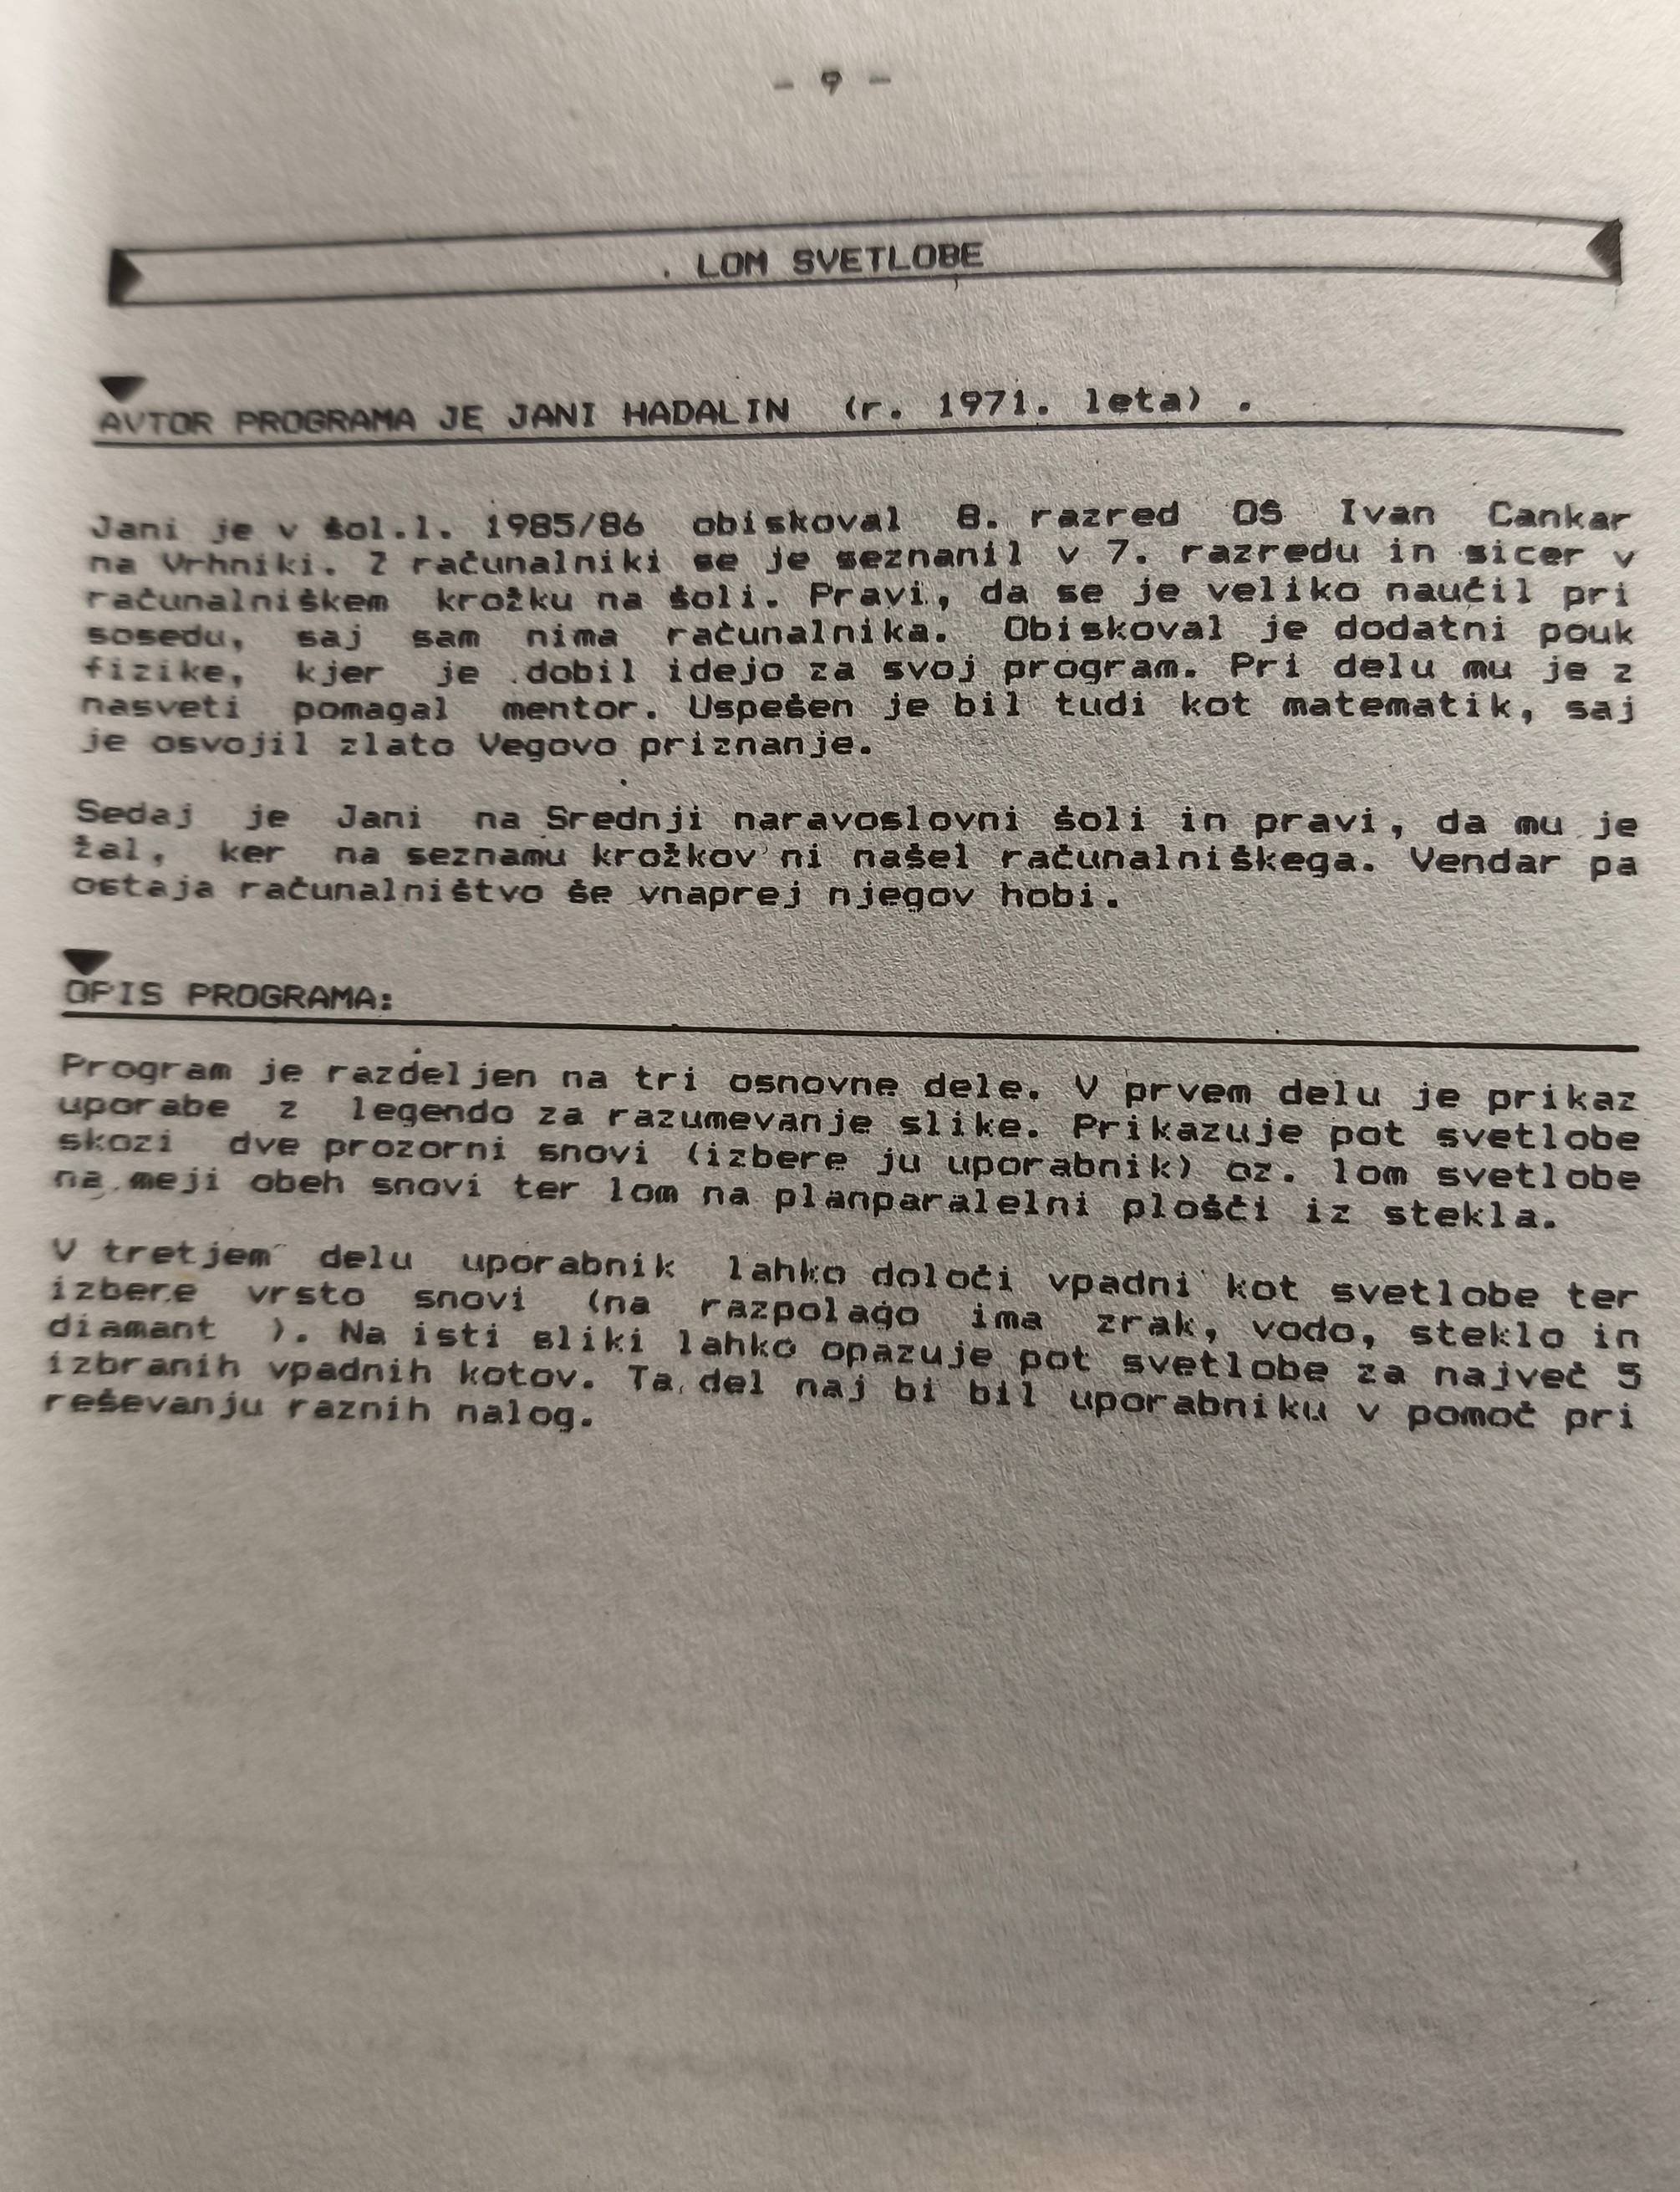 - 9 -
LOM SVETLOBE
AVTOR PROGRAMA JE JANI HADALIN (r. 1971. leta) .
Jani je v šol.l. 1985/86 obiskoval 8. razred OŠ Ivan Cankar
na Vrhniki. Z računalniki se je seznanil v 7. razredu in sicer v
računalniškem krožku na šoli. Pravi, da se je veliko naučil pri
sosedu, saj sam nima računalnika. Obiskoval je dodatni pouk
fizike, kjer je dobil idejo za svoj program. Pri delu mu je z
nasveti pomagal mentor. Uspešen je bil tudi kot matematik, saj
je osvojil zlato Vegovo priznanje.
Sedaj je Jani na Srednji naravoslovni šoli in pravi, da mu je
žal, ker na seznamu krožkov ni našel računalniškega. Vendar pa
ostaja računalništvo še vnaprej njegov hobi.
OPIS PROGRAMA:
Program je razdeljen na tri osnovne dele. V prvem delu je prikaz
uporabe z legendo za razumevanje slike. Prikazuje pot svetlobe
skozi dve prozorni snovi (izbere ju uporabnik) oz. lom svetlobe
na meji obeh snovi ter lom na planparalelni plošči iz stekla.
V tretjem delu uporabnik lahko določi vpadni kot svetlobe ter
izbere vrsto snovi (na razpolago ima zrak, vodo, steklo in
diamant ). Na isti sliki lahko opazuje pot svetlobe za največ 5
izbranih vpadnih kotov. Ta del naj bi bil uporabniku v pomoč pri
reševanju raznih nalog.